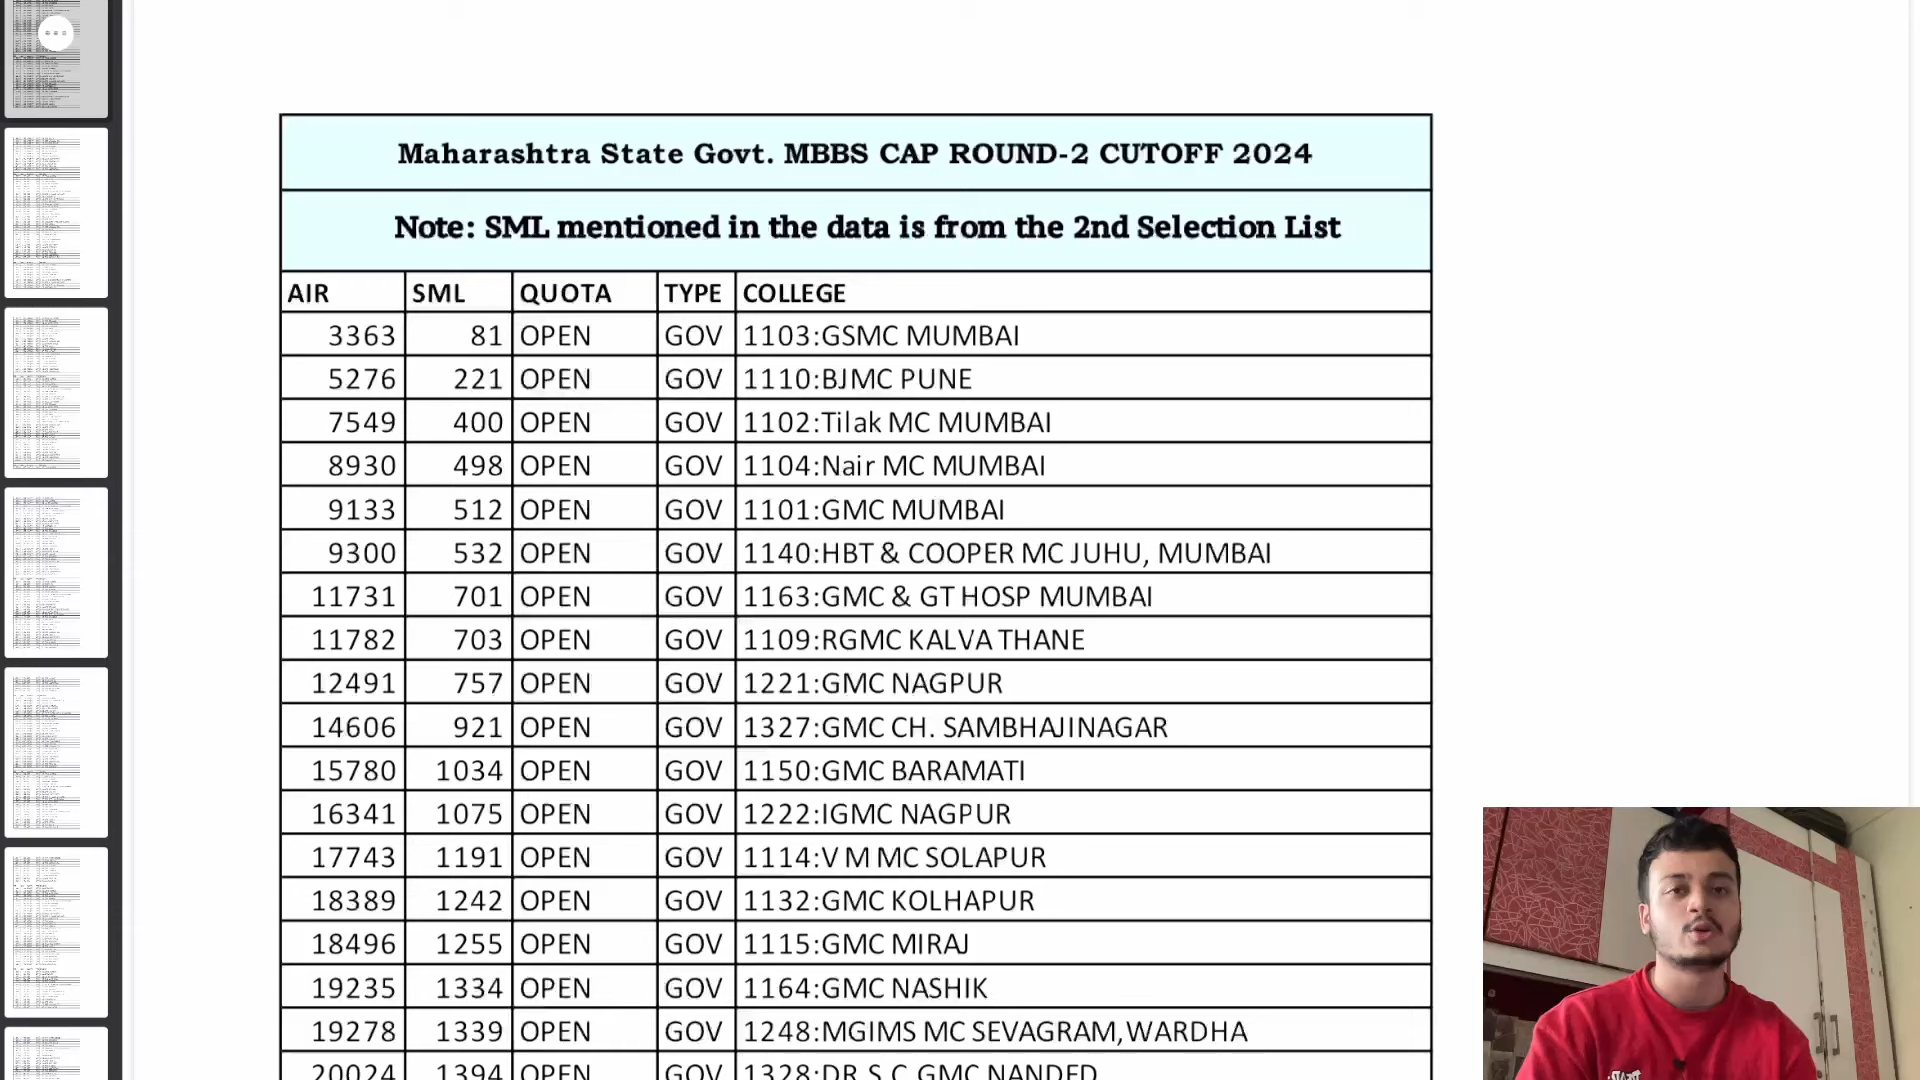 Maharashtra State Govt. MBBS CAP ROUND-2 CUTOFF 2024
Note: SML mentioned in the data is from the 2nd Selection List
AIR SML QUOTA TYPE COLLEGE
3363 81 OPEN GOV 1103:GSMC MUMBAI
5276 221 OPEN GOV 1110:BJMC PUNE
7549 400 OPEN GOV 1102:Tilak MC MUMBAI
8930 498 OPEN GOV 1104:Nair MC MUMBAI
9133 512 OPEN GOV 1101:GMC MUMBAI
9300 532 OPEN GOV 1140:HBT & COOPER MC JUHU, MUMBAI
11731 701 OPEN GOV 1163:GMC & GT HOSP MUMBAI
11782 703 OPEN GOV 1109:RGMC KALVA THANE
12491 757 OPEN GOV 1221:GMC NAGPUR
14606 921 OPEN GOV 1327:GMC CH. SAMBHAJINAGAR
15780 1034 OPEN GOV 1150:GMC BARAMATI
16341 1075 OPEN GOV 1222:IGMC NAGPUR
17743 1191 OPEN GOV 1114:V M MC SOLAPUR
18389 1242 OPEN GOV 1132:GMC KOLHAPUR
18496 1255 OPEN GOV 1115:GMC MIRAJ
19235 1334 OPEN GOV 1164:GMC NASHIK
19278 1339 OPEN GOV 1248:MGIMS MC SEVAGRAM,WARDHA
20024 1394 OPEN GOV 1328:DR S C GMC NANDED